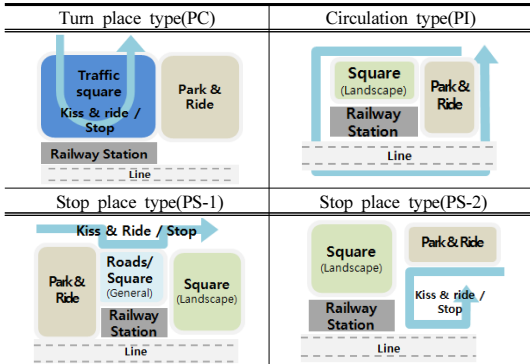 Turn place type(PC)
Circulation type(PI)
Traffic
square
Kiss & ride /
Stop
Park &
Ride
Railway Station
Line
Square
(Landscape)
Park &
Ride
Railway
Station
Line
Stop place type(PS-1)
Stop place type(PS-2)
Kiss & Ride / Stop
Park &
Ride
Roads/
Square
(General)
Square
(Landscape)
Railway
Station
Line
Square
(Landscape)
Park & Ride
Kiss & ride /
Stop
Railway
Station
Line